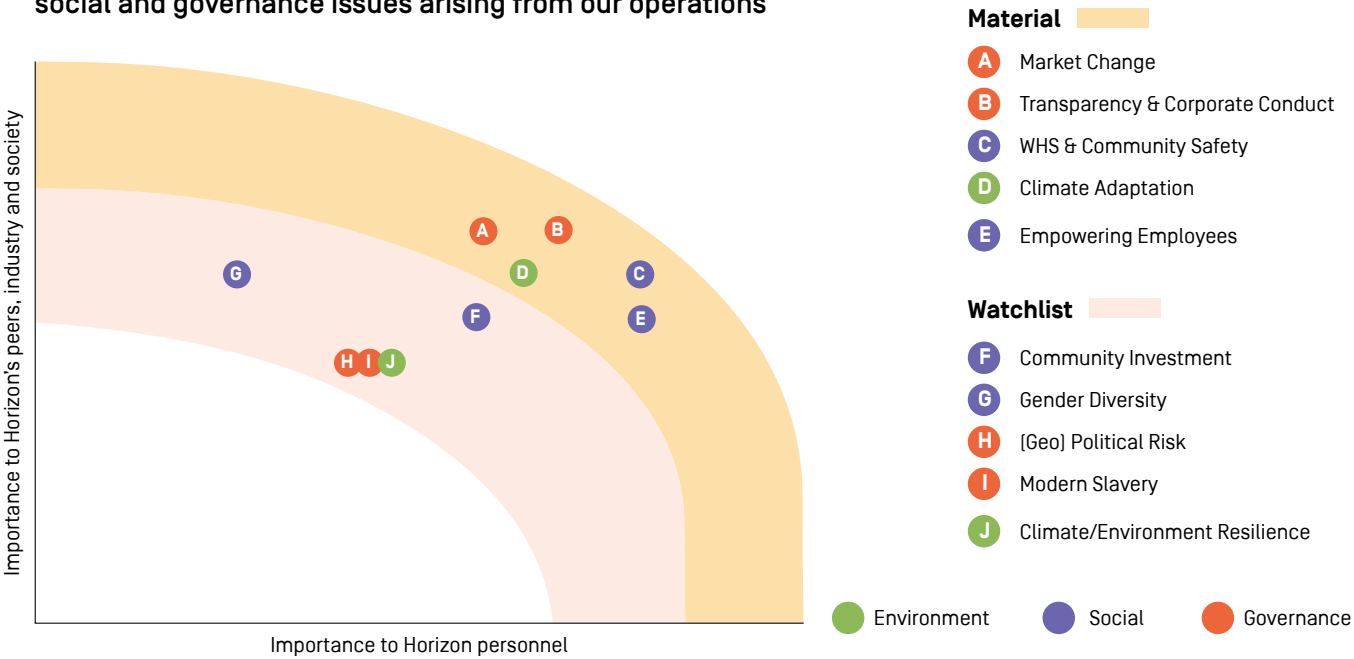 social and governance issues arising from our operations
Importance to Horizon's peers, industry and society
A
B
G
D
C
F
E
H I J
Importance to Horizon personnel
Material
A Market Change
B Transparency & Corporate Conduct
C WHS & Community Safety
D Climate Adaptation
E Empowering Employees
Watchlist
F Community Investment
G Gender Diversity
H (Geo) Political Risk
I Modern Slavery
J Climate/Environment Resilience
Environment Social Governance